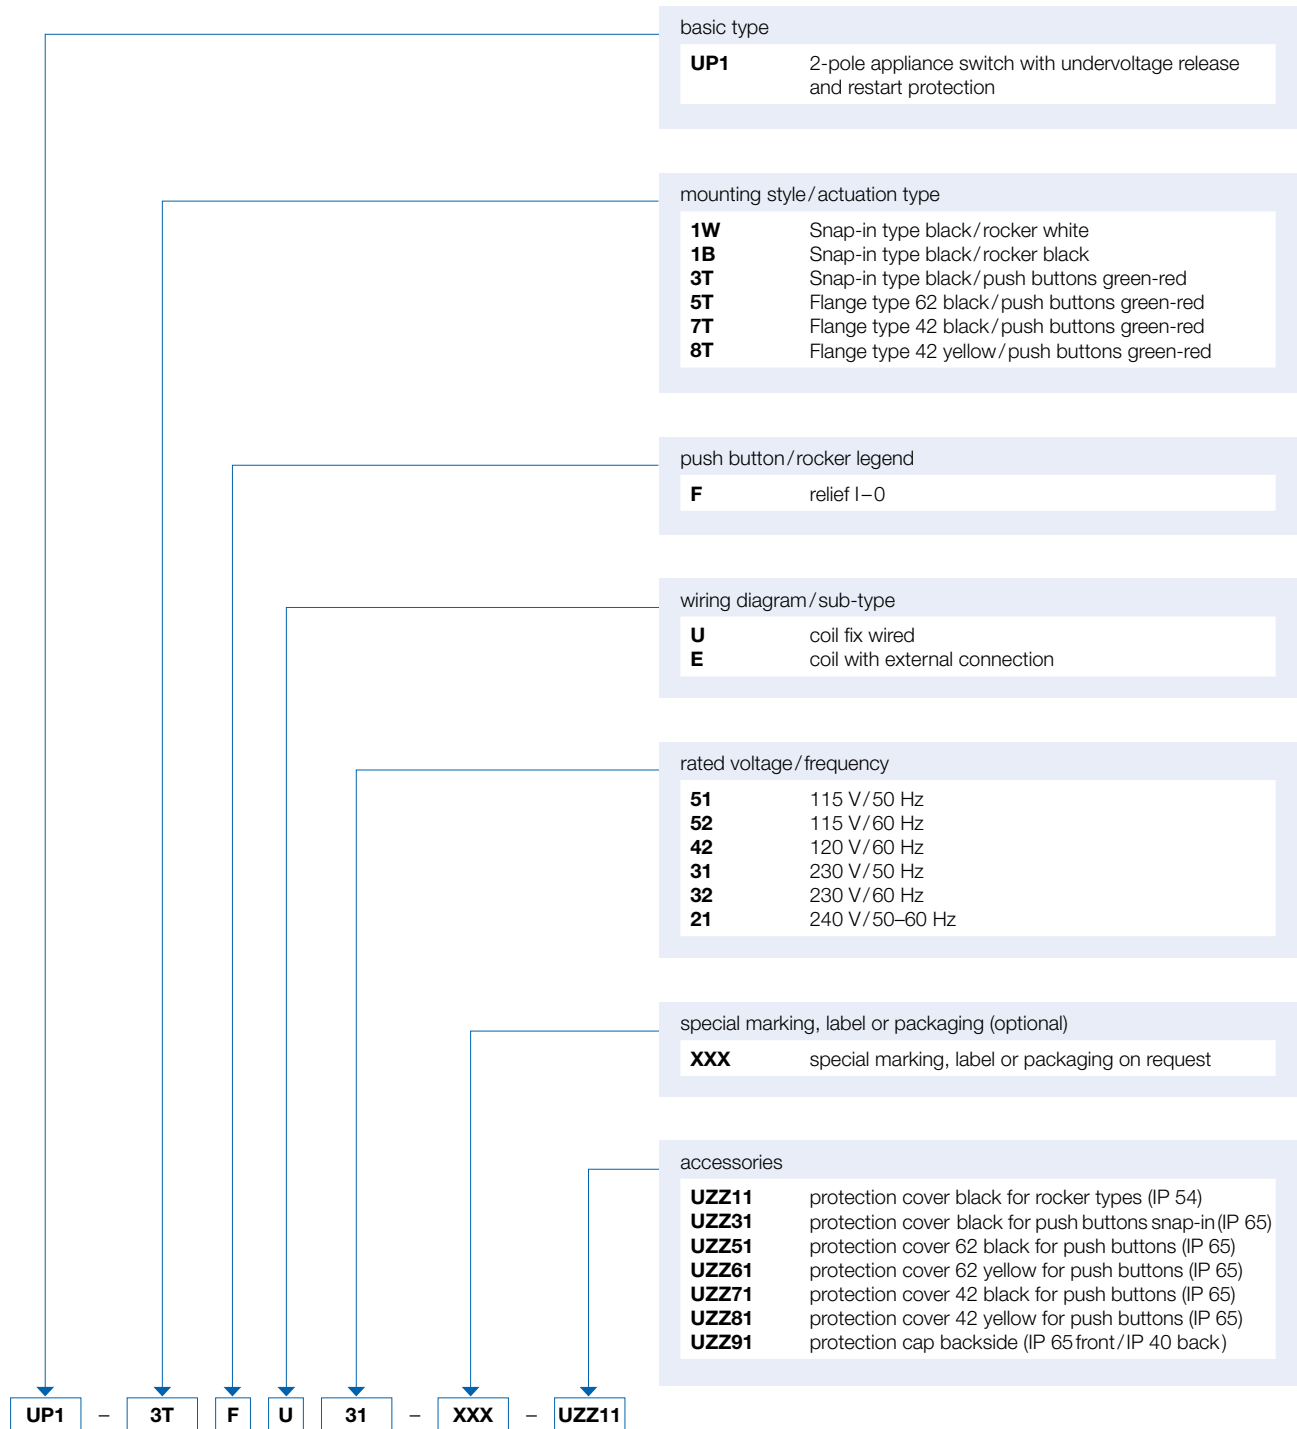 basic type
UP1 2-pole appliance switch with undervoltage release
and restart protection
mounting style/actuation type
1W Snap-in type black/rocker white
1B Snap-in type black/rocker black
3T Snap-in type black/push buttons green-red
5T Flange type 62 black/push buttons green-red
7T Flange type 42 black/push buttons green-red
8T Flange type 42 yellow/push buttons green-red
push button/rocker legend
F relief I–0
wiring diagram/sub-type
U coil fix wired
E coil with external connection
rated voltage/frequency
51 115 V/50 Hz
52 115 V/60 Hz
42 120 V/60 Hz
31 230 V/50 Hz
32 230 V/60 Hz
21 240 V/50–60 Hz
special marking, label or packaging (optional)
XXX special marking, label or packaging on request
accessories
UZZ11 protection cover black for rocker types (IP 54)
UZZ31 protection cover black for push buttons snap-in (IP 65)
UZZ51 protection cover 62 black for push buttons (IP 65)
UZZ61 protection cover 62 yellow for push buttons (IP 65)
UZZ71 protection cover 42 black for push buttons (IP 65)
UZZ81 protection cover 42 yellow for push buttons (IP 65)
UZZ91 protection cap backside (IP 65 front/IP 40 back)
UP1 – 3T F U 31 – XXX – UZZ11